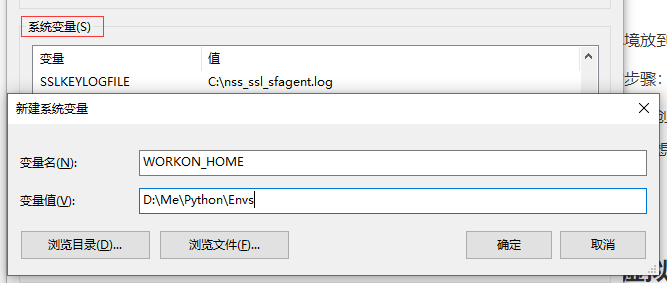 系统变量(S)
变量 值
SSLKEYLOGFILE C:\nss_ssl_sfagent.log
境放到
步骤：
新建系统变量
变量名(N): WORKON_HOME
变量值(V): D:\Me\Python\Envs
浏览目录(D)... 浏览文件(F)... 确定 取消